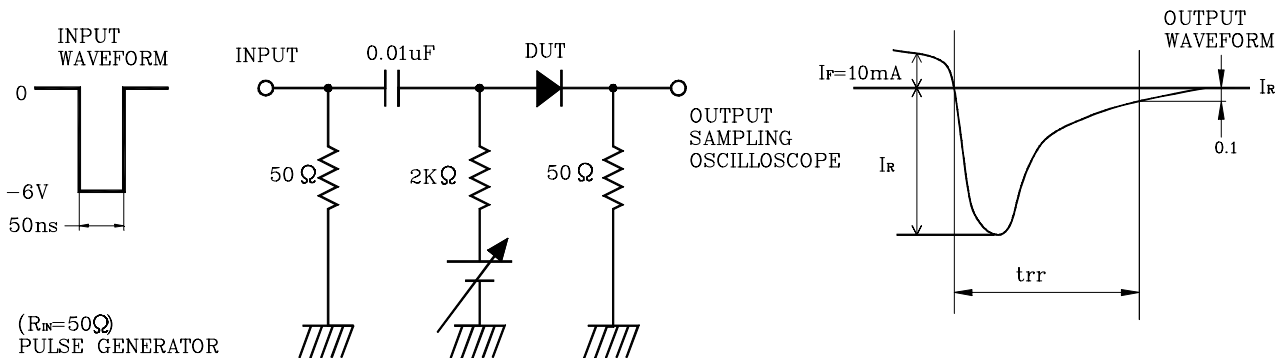 INPUT
WAVEFORM
0
-6V
50ns
(RIN=50Ω)
PULSE GENERATOR
INPUT
0.01uF
DUT
50Ω
2KΩ
50Ω
OUTPUT
SAMPLING
OSCILLOSCOPE
OUTPUT
WAVEFORM
IF=10mA
IR
IR
0.1
trr